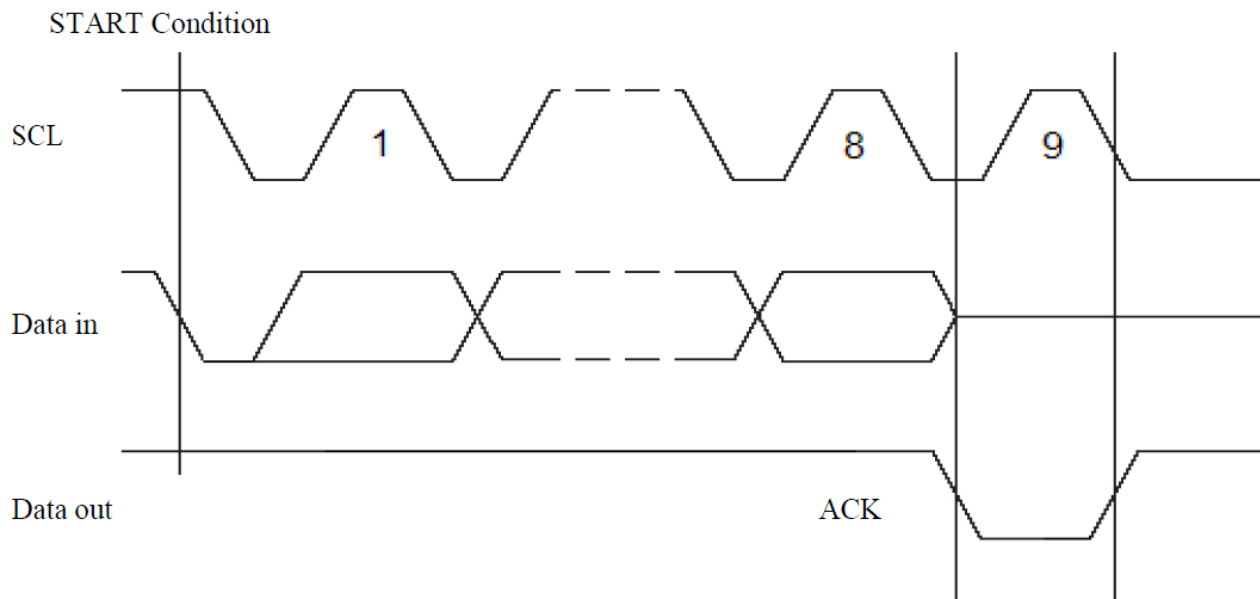 START Condition
SCL
1
8
9
Data in
Data out
ACK